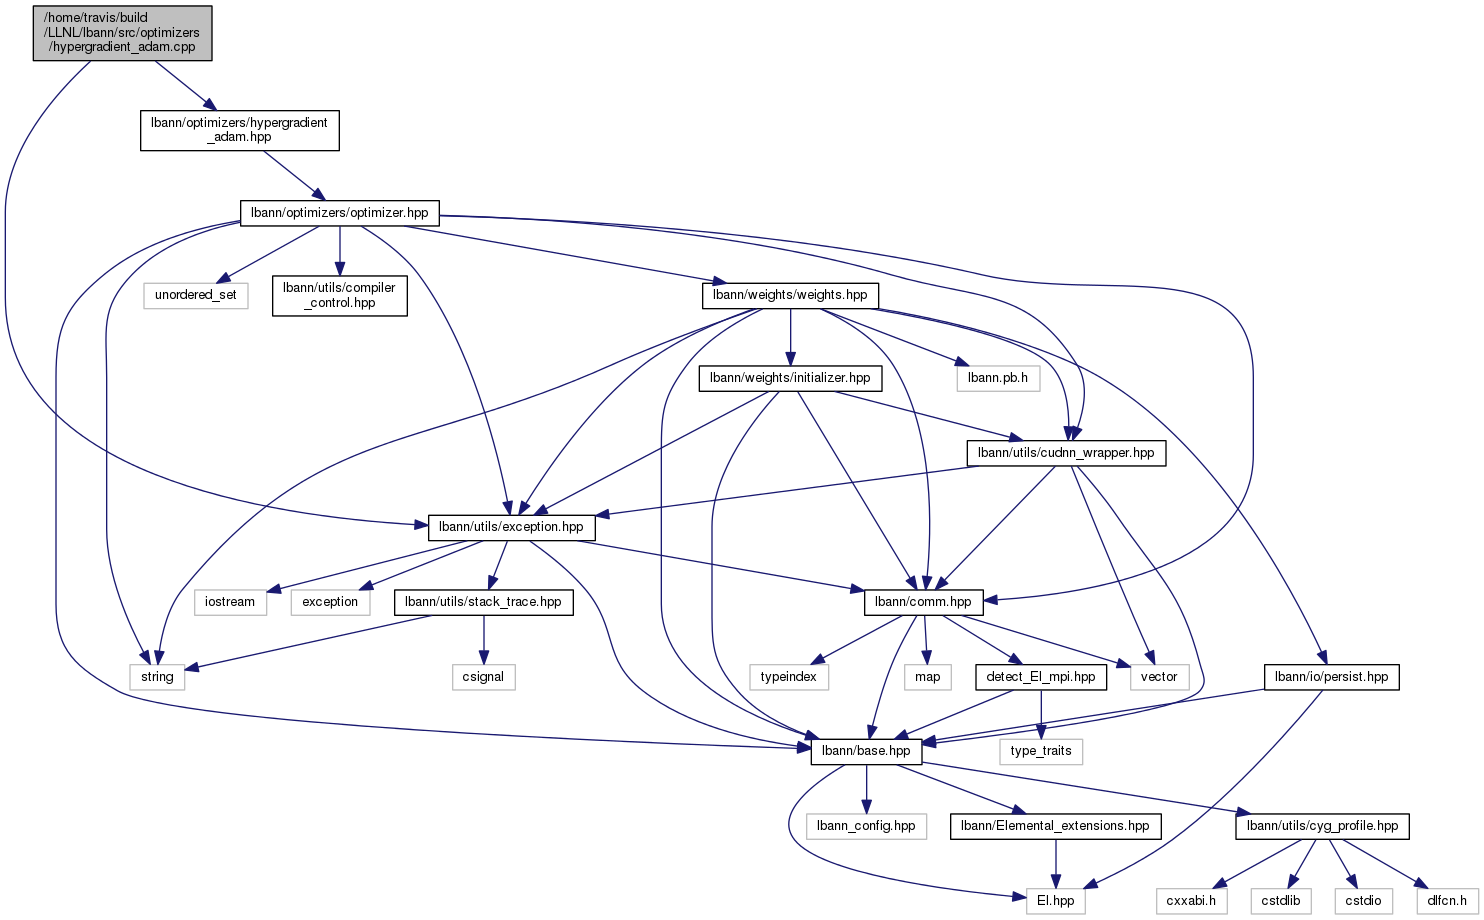 /home/travis/build
/LLNL/lbann/src/optimizers
/hypergradient_adam.cpp
lbann/optimizers/hypergradient
_adam.hpp
lbann/optimizers/optimizer.hpp
unordered_set
lbann/utils/compiler
_control.hpp
lbann/weights/weights.hpp
lbann/weights/initializer.hpp
lbann.pb.h
lbann/utils/cudnn_wrapper.hpp
lbann/utils/exception.hpp
iostream
exception
lbann/utils/stack_trace.hpp
lbann/comm.hpp
string
csignal
typeindex
map
detect_El_mpi.hpp
vector
lbann/io/persist.hpp
lbann/base.hpp
type_traits
lbann_config.hpp
lbann/Elemental_extensions.hpp
lbann/utils/cyg_profile.hpp
El.hpp
cxxabi.h
cstdlib
cstdio
dlfcn.h